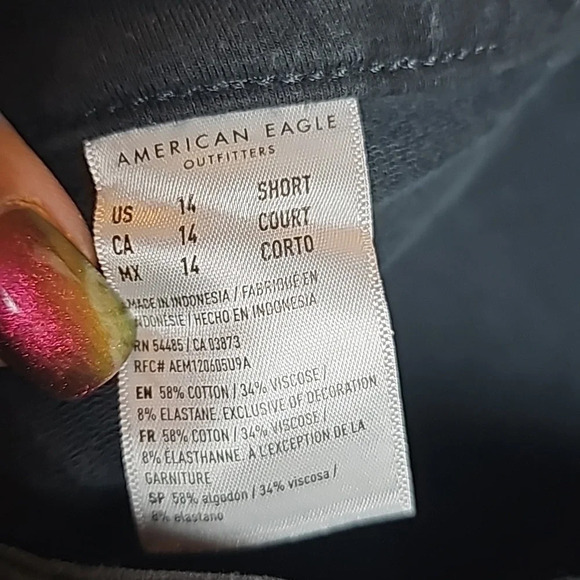 AMERICAN EAGLE
OUTFITTERS
US 14 SHORT
CA 14 COURT
MX 14 CORTO
MADE IN INDONESIA / FABRIQUÉ EN
INDONÉSIE / HECHO EN INDONESIA
RN 54485 / CA 03873
RFC# AEM120605U9A
EN 58% COTTON / 34% VISCOSE /
8% ELASTANE, EXCLUSIVE OF DECORATION
FR 58% COTON / 34% VISCOSE /
8% ÉLASTHANNE, À L'EXCEPTION DE LA
GARNITURE
SP 58% algodón / 34% viscosa /
8% elastano